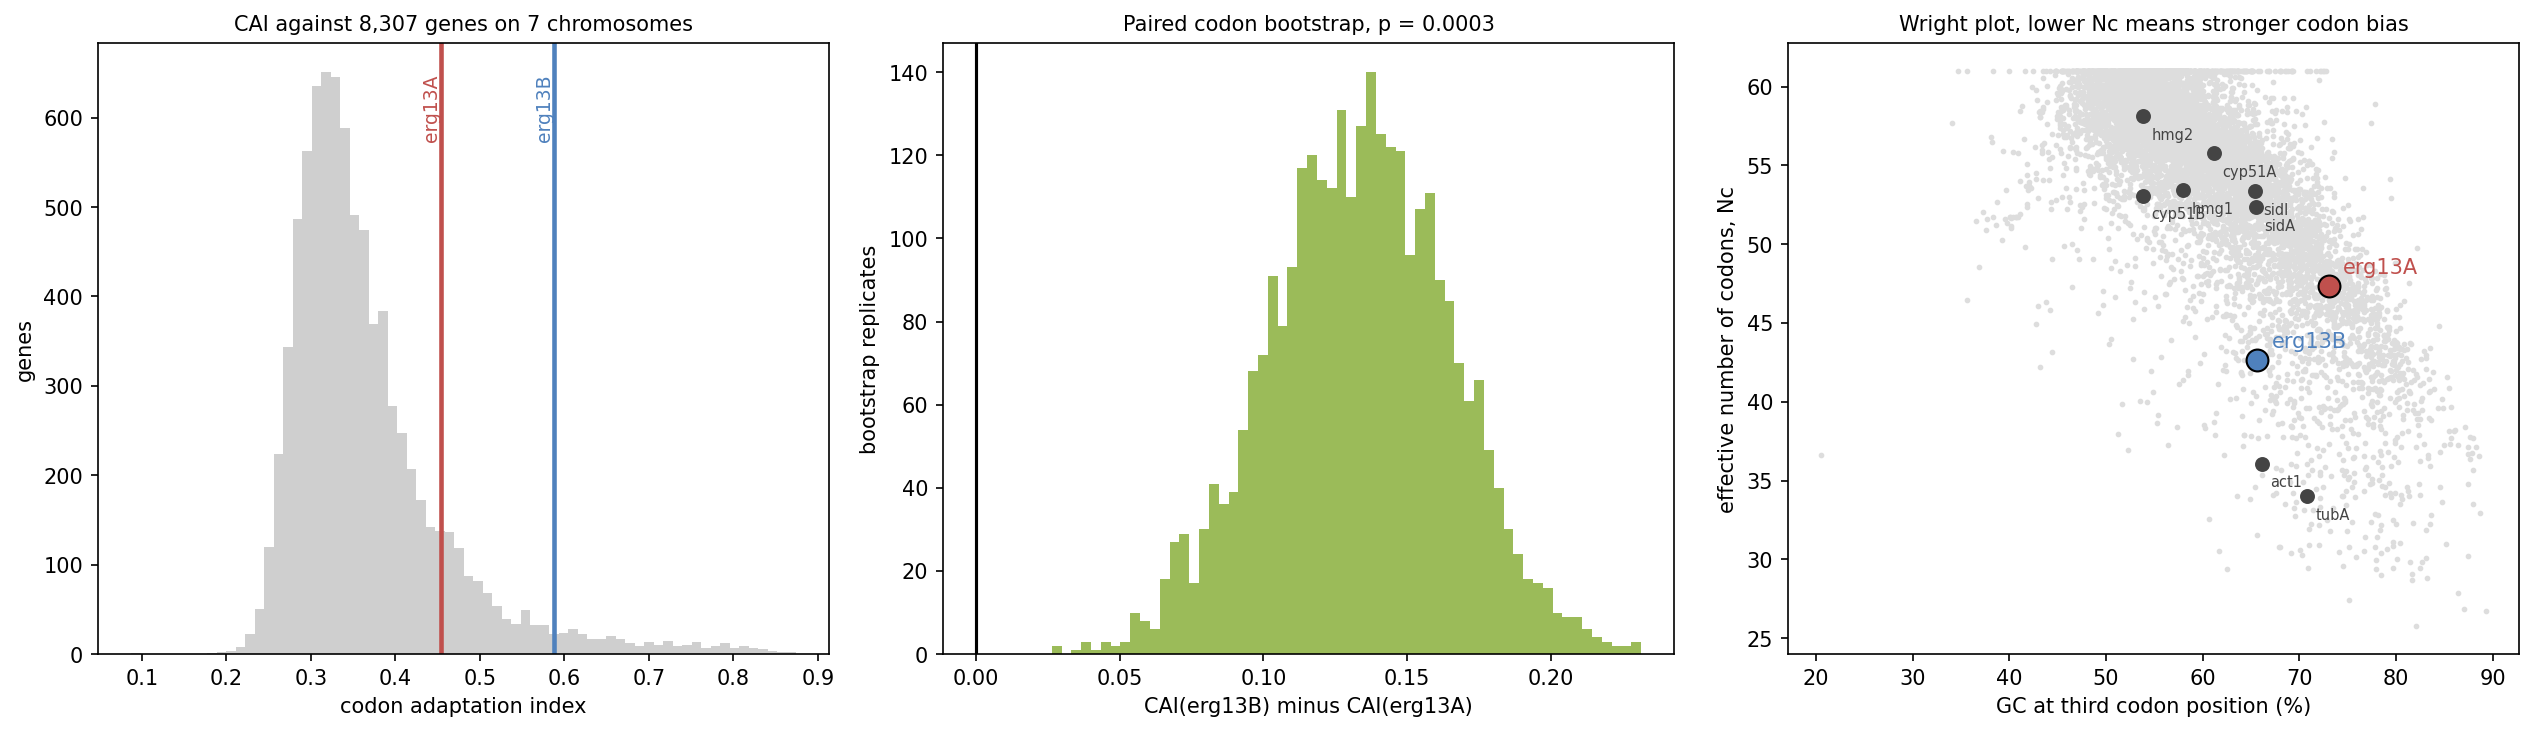 CAI against 8,307 genes on 7 chromosomes
erg13A
erg13B
genes
0
100
200
300
400
500
600
0.1 0.2 0.3 0.4 0.5 0.6 0.7 0.8 0.9
codon adaptation index
Paired codon bootstrap, p = 0.0003
bootstrap replicates
0
20
40
60
80
100
120
140
0.00 0.05 0.10 0.15 0.20
CAI(erg13B) minus CAI(erg13A)
Wright plot, lower Nc means stronger codon bias
effective number of codons, Nc
60
55
50
45
40
35
30
25
hmg2
cyp51A
cyp51B
hmg1
sidI
sidA
erg13A
erg13B
act1
tubA
20 30 40 50 60 70 80 90
GC at third codon position (%)